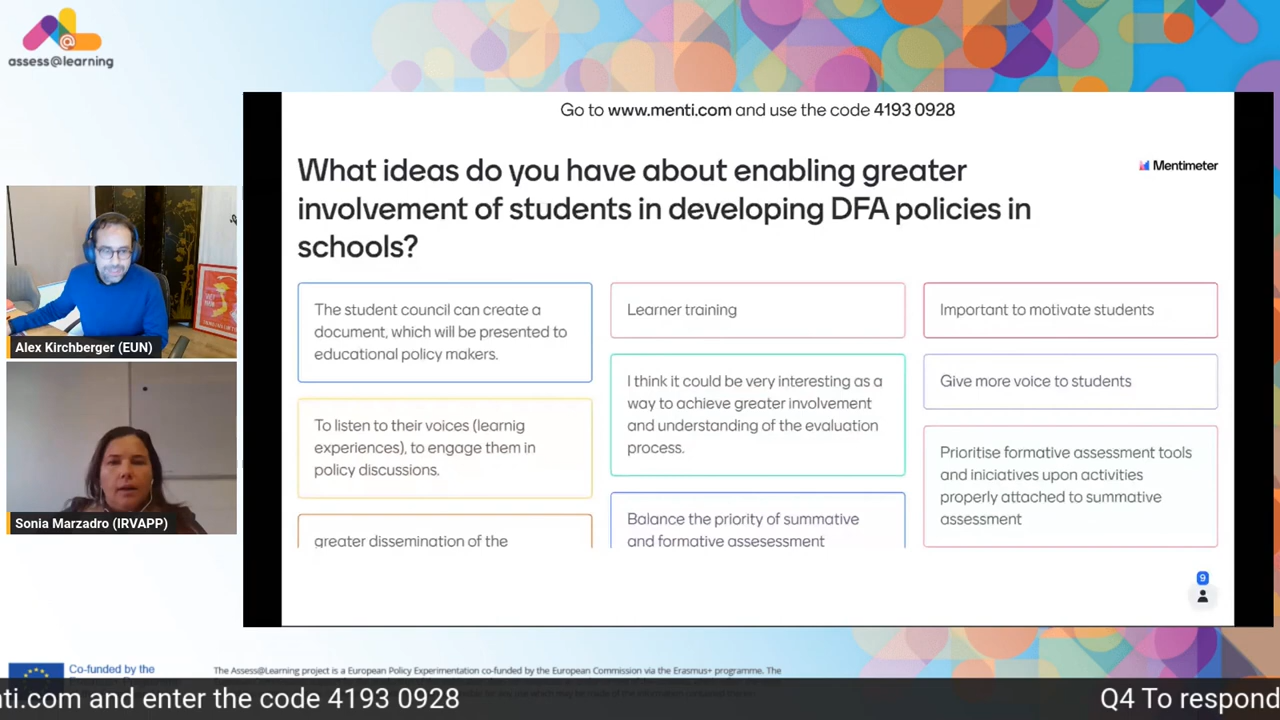 assess@learning
Go to www.menti.com and use the code 4193 0928
What ideas do you have about enabling greater
involvement of students in developing DFA policies in
schools?
Mentimeter
The student council can create a
document, which will be presented to
educational policy makers.
To listen to their voices (learnig
experiences), to engage them in
policy discussions.
greater dissemination of the
Learner training
I think it could be very interesting as a
way to achieve greater involvement
and understanding of the evaluation
process.
Balance the priority of summative
and formative assesessment
Important to motivate students
Give more voice to students
Prioritise formative assessment tools
and iniciatives upon activities
properly attached to summative
assessment
9
Alex Kirchberger (EUN)
Sonia Marzadro (IRVAPP)
Co-funded by the
The Assess@Learning project is a European Policy Experimentation co-funded by the European Commission via the Erasmus+ programme. The
nti.com and enter the code 4193 0928
Q4 To respond